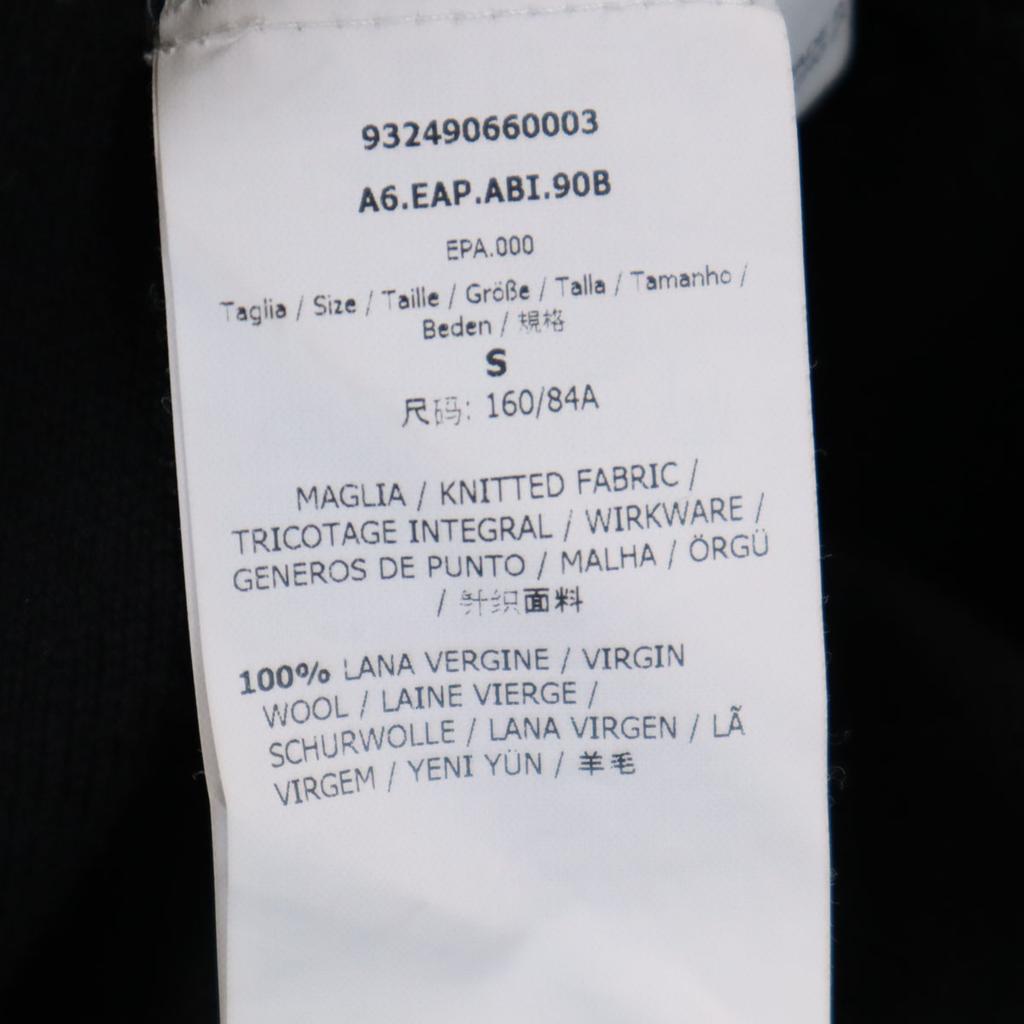 932490660003
A6.EAP.ABI.90B
EPA.000
Taglia / Size / Taille / Größe / Talla / Tamanho /
Beden / 規格
S
尺码: 160/84A
MAGLIA / KNITTED FABRIC /
TRICOTAGE INTEGRAL / WIRKWARE /
GENEROS DE PUNTO / MALHA / ÖRGÜ
/ 针织面料
100% LANA VERGINE / VIRGIN
WOOL / LAINE VIERGE /
SCHURWOLLE / LANA VIRGEN / LÃ
VIRGEM / YENI YÜN / 羊毛